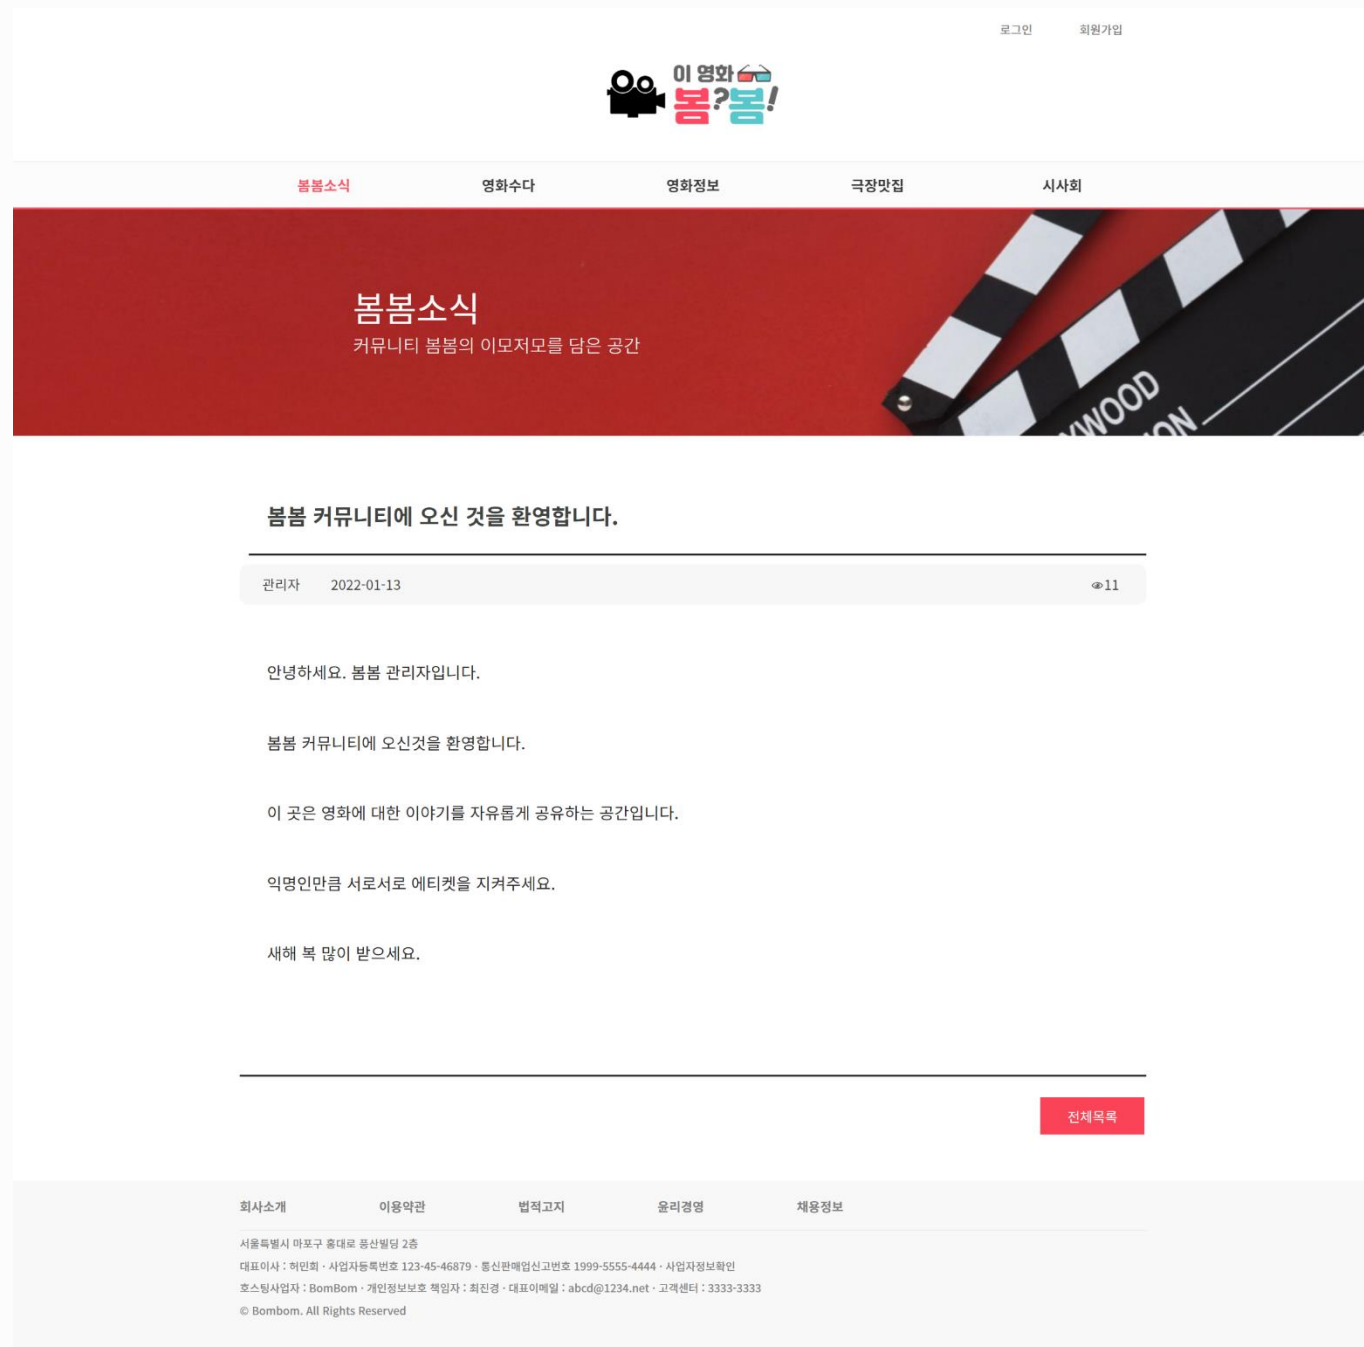 로그인 회원가입
이 영화
봄?봄!
봄봄소식 영화수다 영화정보 극장맛집 시사회
봄봄소식
커뮤니티 봄봄의 이모저모를 담은 공간
WOOD
ON
봄봄 커뮤니티에 오신 것을 환영합니다.
관리자 2022-01-13 11
안녕하세요. 봄봄 관리자입니다.
봄봄 커뮤니티에 오신것을 환영합니다.
이 곳은 영화에 대한 이야기를 자유롭게 공유하는 공간입니다.
익명인만큼 서로서로 에티켓을 지켜주세요.
새해 복 많이 받으세요.
전체목록
회사소개 이용약관 법적고지 윤리경영 채용정보
서울특별시 마포구 홍대로 풍산빌딩 2층
대표이사 : 허민희 · 사업자등록번호 123-45-46879 · 통신판매업신고번호 1999-5555-4444 · 사업자정보확인
호스팅사업자 : BomBom · 개인정보보호 책임자 : 최진경 · 대표이메일 : abcd@1234.net · 고객센터 : 3333-3333
© Bombom. All Rights Reserved